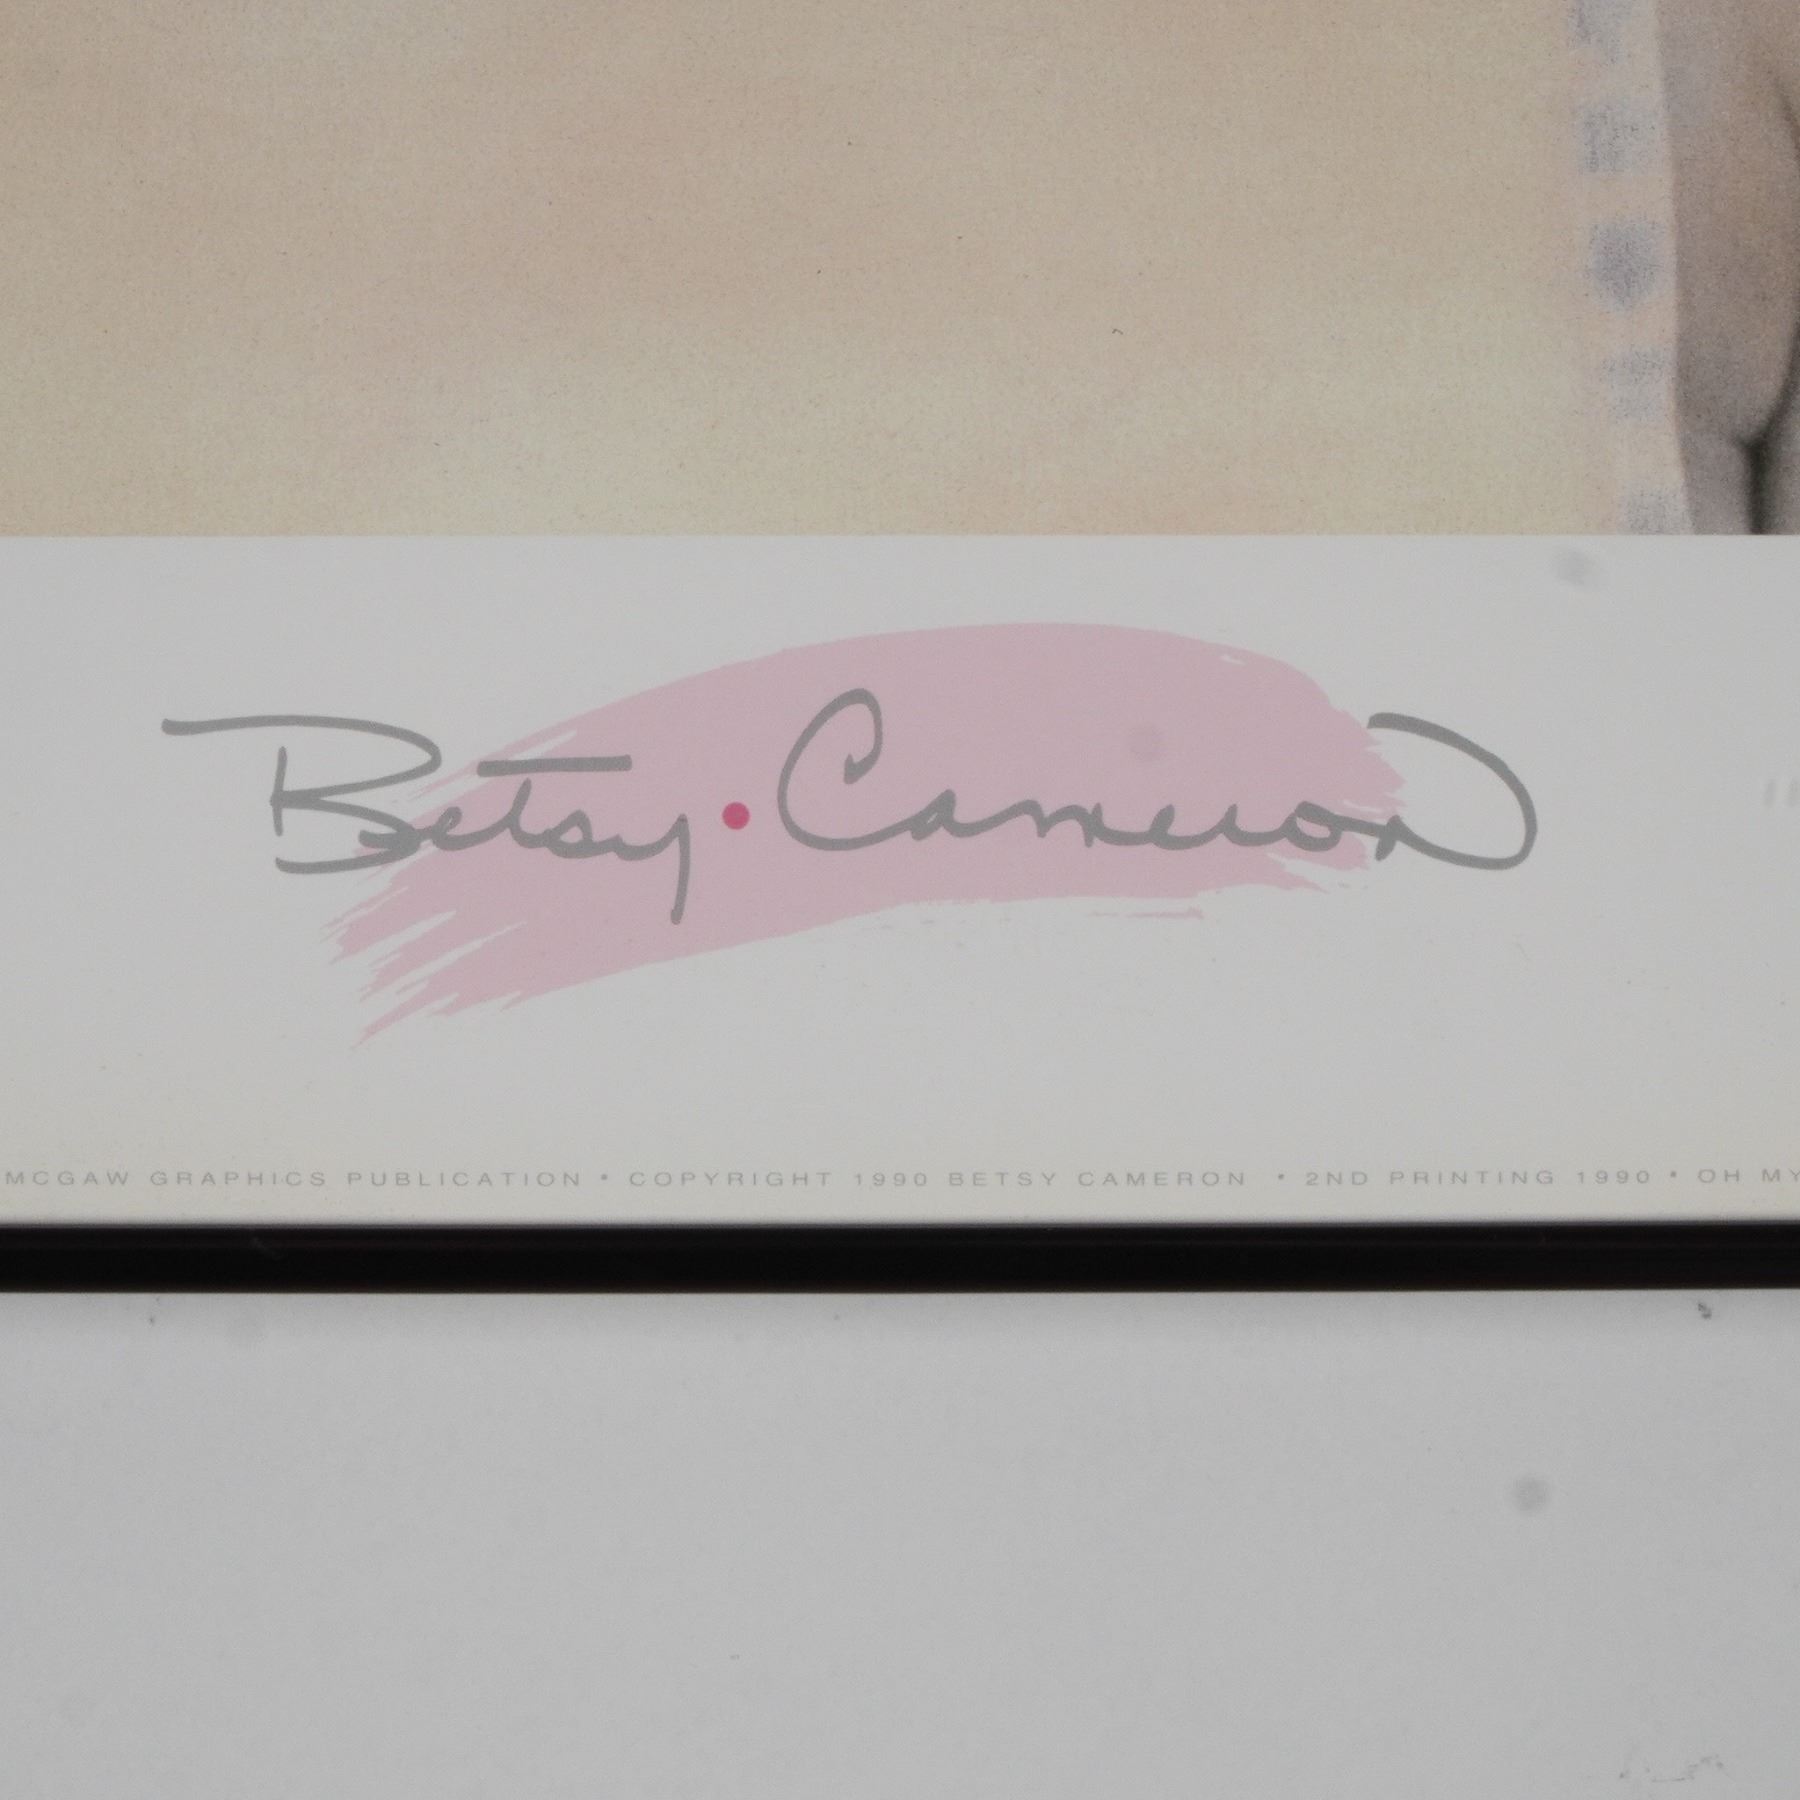 Betsy • Cameron
MCGAW GRAPHICS PUBLICATION • COPYRIGHT 1990 BETSY CAMERON • 2ND PRINTING 1990 • OH MY